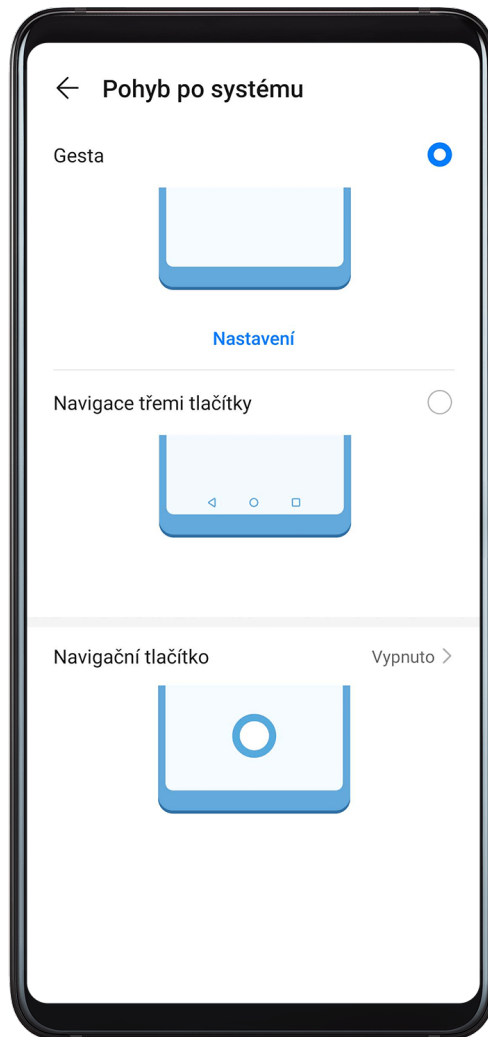 Pohyb po systému
Gesta
Nastavení
Navigace třemi tlačítky
Navigační tlačítko
Vypnuto